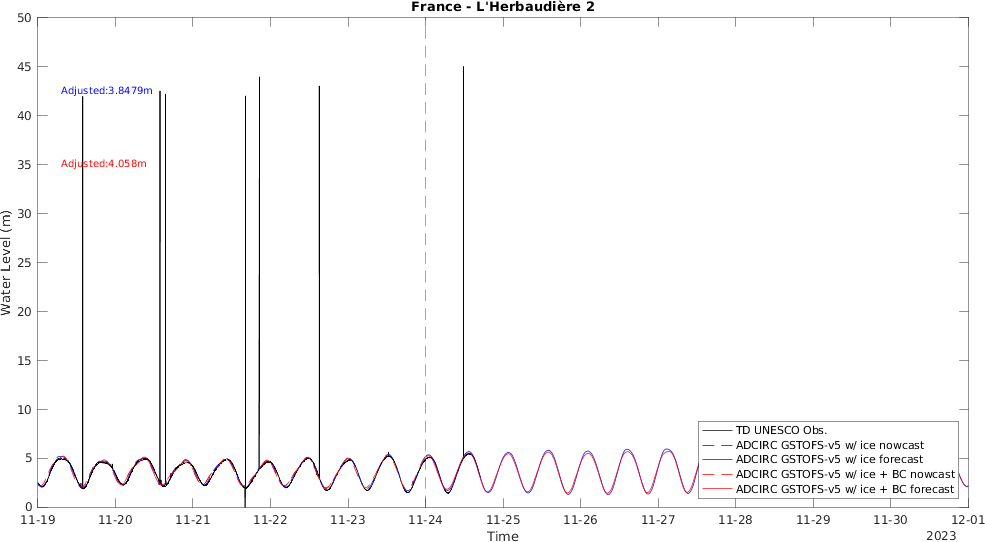 France - L'Herbaudière 2
50
45
40
35
30
25
20
15
10
5
0
Water Level (m)
Adjusted:3.8479m
Adjusted:4.058m
TD UNESCO Obs.
ADCIRC GSTOFS-v5 w/ ice nowcast
ADCIRC GSTOFS-v5 w/ ice forecast
ADCIRC GSTOFS-v5 w/ ice + BC nowcast
ADCIRC GSTOFS-v5 w/ ice + BC forecast
11-19 11-20 11-21 11-22 11-23 11-24 11-25 11-26 11-27 11-28 11-29 11-30 12-01
Time
2023